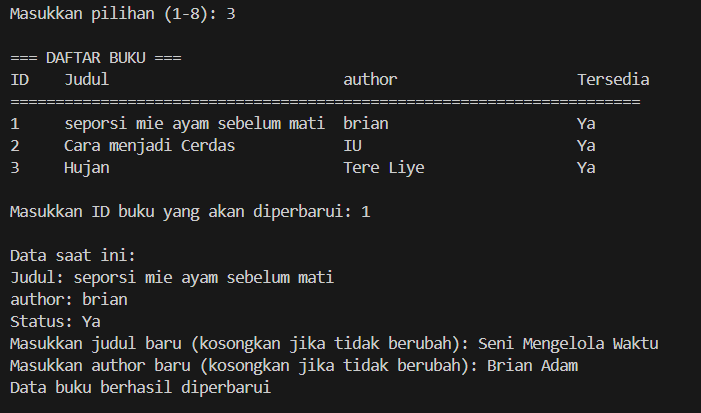 Masukkan pilihan (1-8): 3
=== DAFTAR BUKU ===
ID Judul author Tersedia
======================================================================
1 seporsi mie ayam sebelum mati brian Ya
2 Cara menjadi Cerdas IU Ya
3 Hujan Tere Liye Ya
Masukkan ID buku yang akan diperbarui: 1
Data saat ini:
Judul: seporsi mie ayam sebelum mati
author: brian
Status: Ya
Masukkan judul baru (kosongkan jika tidak berubah): Seni Mengelola Waktu
Masukkan author baru (kosongkan jika tidak berubah): Brian Adam
Data buku berhasil diperbarui